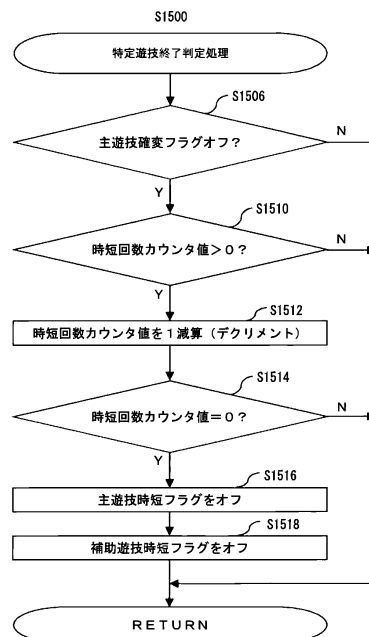 S1500
特定遊技終了判定処理
S1506
主遊技確変フラグオフ?
N
Y
S1510
時短回数カウンタ値>0?
N
Y
S1512
時短回数カウンタ値を1減算(デクリメント)
S1514
時短回数カウンタ値=0?
N
Y
S1516
主遊技時短フラグをオフ
S1518
補助遊技時短フラグをオフ
RETURN